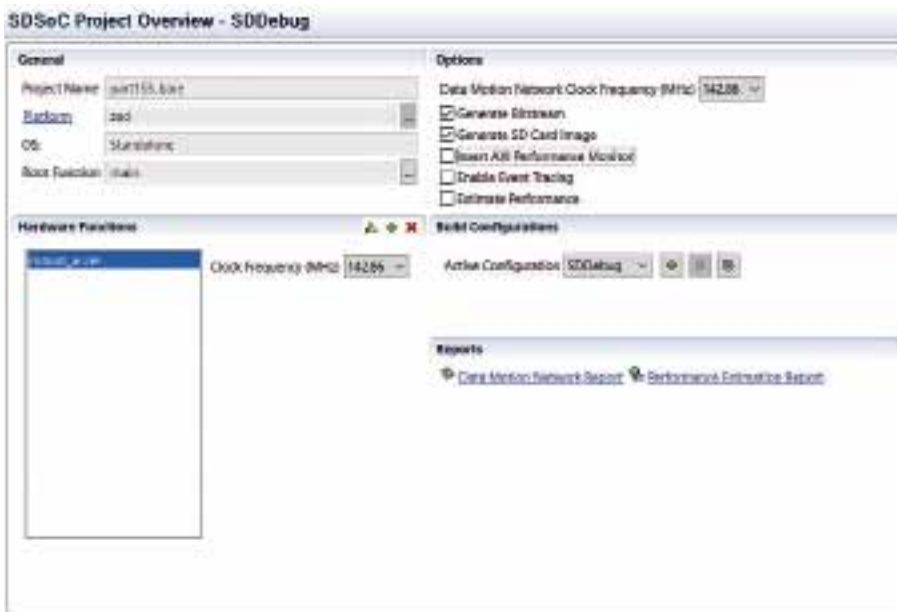 SDSoC Project Overview - SDDebug
General
Project Name
Platform: zed
OS: Standalone
Root Function main
Options
Data Motion Network Clock Frequency (MHz) 142.86
Generate Bitstream
Generate SD Card Image
Insert AXI Performance Monitor
Enable Event Tracing
Estimate Performance
Hardware Functions
Clock Frequency (MHz) 142.86
Build Configurations
Active Configuration SDDebug
Reports
Data Motion Network Report Performance Estimation Report